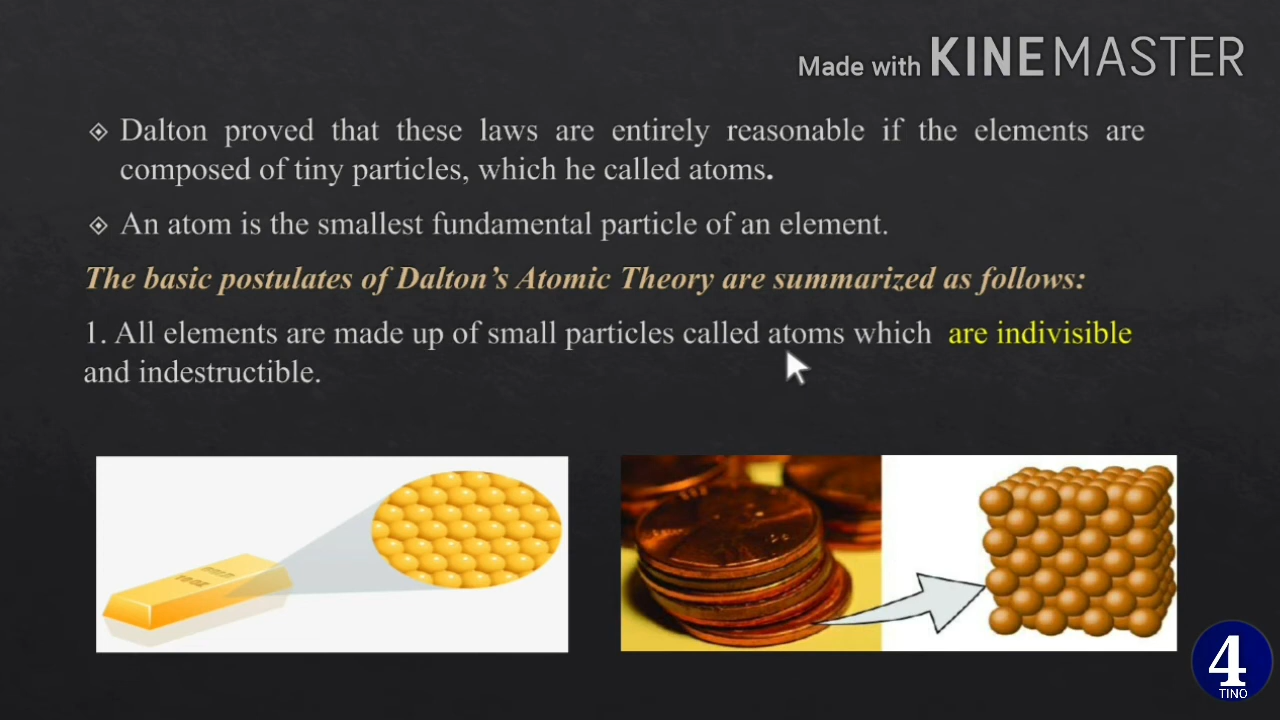 Made with KINEMASTER
Dalton proved that these laws are entirely reasonable if the elements are
composed of tiny particles, which he called atoms.
An atom is the smallest fundamental particle of an element.
The basic postulates of Dalton's Atomic Theory are summarized as follows:
1. All elements are made up of small particles called atoms which are indivisible
and indestructible.
4
TINO